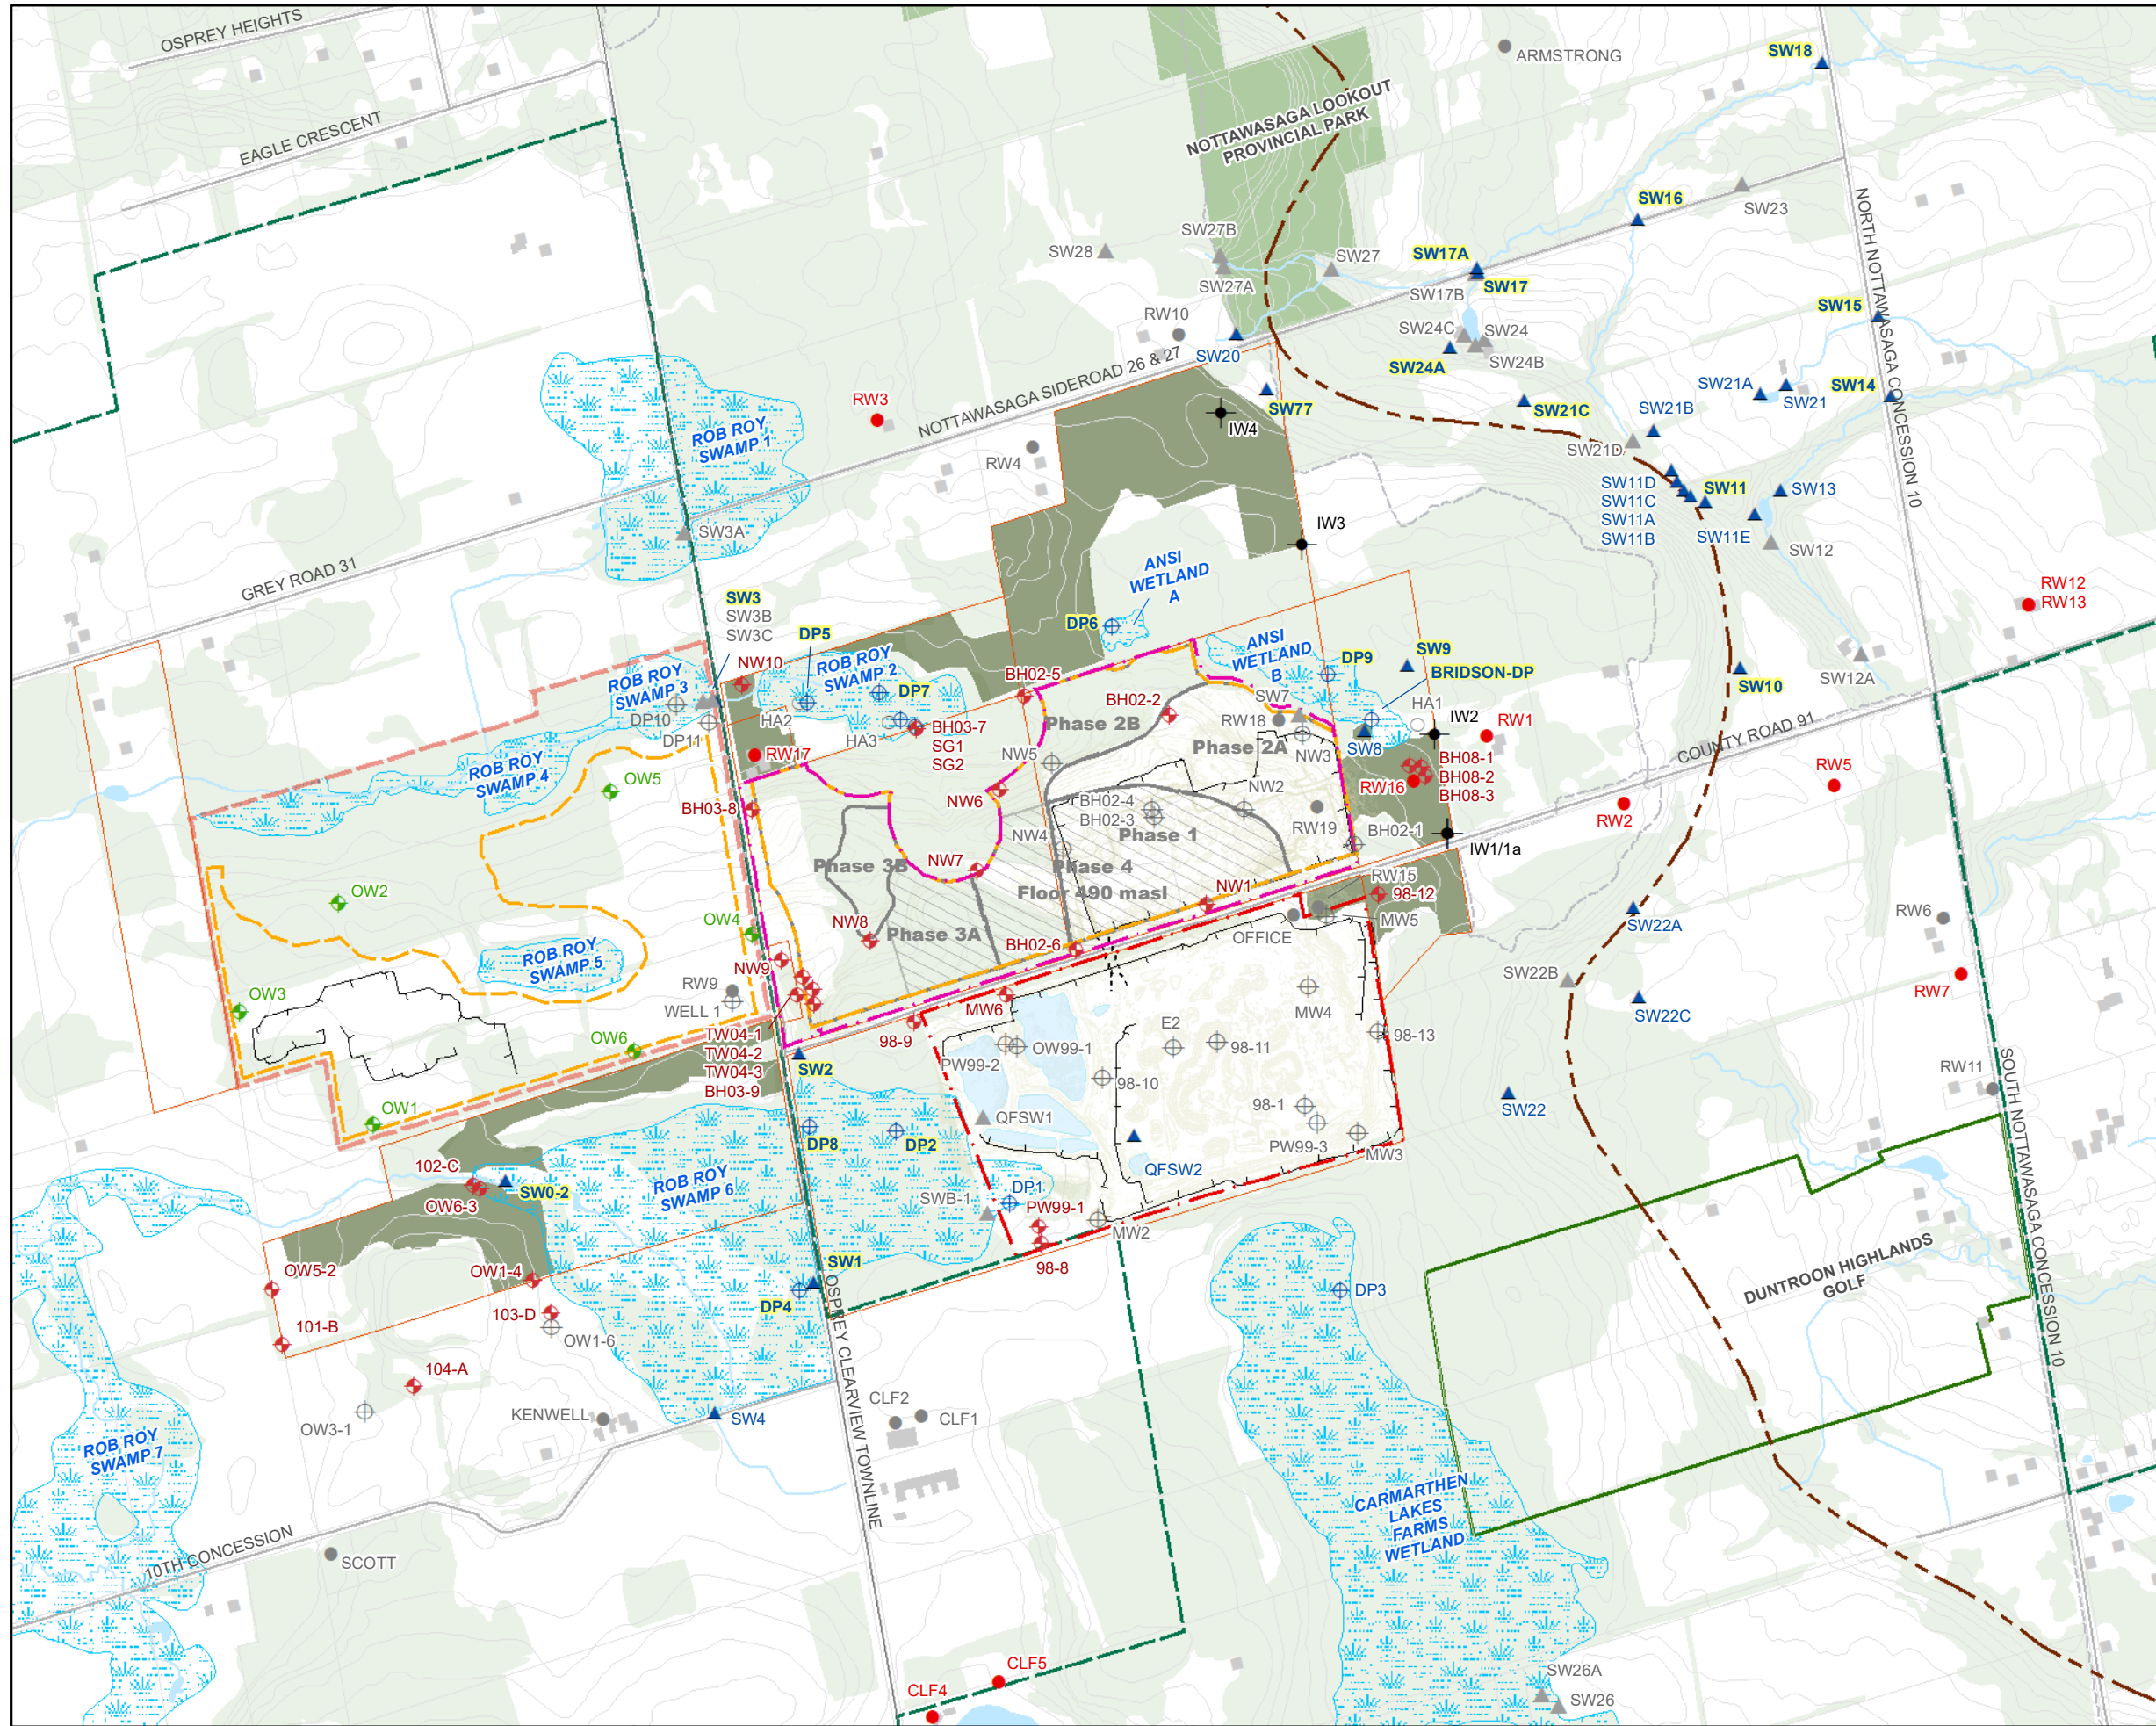 OSPREY HEIGHTS
EAGLE CRESCENT
ARMSTRONG
SW18
NOTTAWASAGA LOOKOUT
PROVINCIAL PARK
SW16
SW23
NORTH NOTTAWASAGA CONCESSION 10
SW28
SW27B
SW27A
SW27
SW17A
SW17
SW17B
SW24C
SW24
SW24B
SW24A
SW15
RW10
SW20
NOTTAWASAGA SIDEROAD 26 & 27
SW77
IW4
SW21C
SW21A
SW21
SW14
SW21B
SW21D
RW3
RW4
ROB ROY
SWAMP 1
SW3A
GREY ROAD 31
IW3
SW11D
SW11C
SW11A
SW11B
SW11
SW13
SW11E
SW12
RW12
RW13
ANSI
WETLAND
A
DP6
SW3
SW3B
SW3C
DP5
ROB ROY
SWAMP 2
DP7
NW10
ROB ROY
SWAMP 3
DP10
DP11
HA2
HA3
BH03-7
SG1
SG2
BH02-5
BH02-2
ANSI
WETLAND
B
DP9
SW9
BRIDSON-DP
SW7
RW18
HA1
SW8
NW3
IW2
RW1
SW10
SW12A
COUNTY ROAD 91
RW17
Phase 2B
Phase 2A
NW5
BH08-1
BH08-2
BH08-3
RW16
RW5
RW2
ROB ROY
SWAMP 4
OW5
BH03-8
NW6
BH02-4
BH02-3
NW2
RW19
Phase 1
NW4
BH02-1
IW1/1a
Phase 3B
NW7
Phase 4
Floor 490 masl
OW2
OW4
NW8
Phase 3A
NW1
RW15
98-12
MW5
OFFICE
BH02-6
RW6
SW22A
RW7
SW22B
SW22C
ROB ROY
SWAMP 5
OW3
NW9
RW9
WELL 1
OW6
TW04-1
TW04-2
TW04-3
BH03-9
MW6
98-9
MW4
E2
98-11
98-13
OW99-1
PW99-2
98-10
SW2
OW1
98-1
PW99-3
MW3
SW22
RW11
SOUTH NOTTAWASAGA CONCESSION 10
QFSW1
QFSW2
DP8
DP2
102-C
SW0-2
OW6-3
ROB ROY
SWAMP 6
SWB-1
DP1
PW99-1
MW2
98-8
OW5-2
OW1-4
SW1
DP4
DP3
OSPREY CLEARVIEW TOWNLINE
DUNTROON HIGHLANDS
GOLF
101-B
103-D
OW1-6
104-A
OW3-1
KENWELL
SW4
CLF2
CLF1
ROB ROY
SWAMP 7
CARMARTHEN
LAKES
FARMS
WETLAND
10TH CONCESSION
SCOTT
CLF5
CLF4
SW26A
SW26